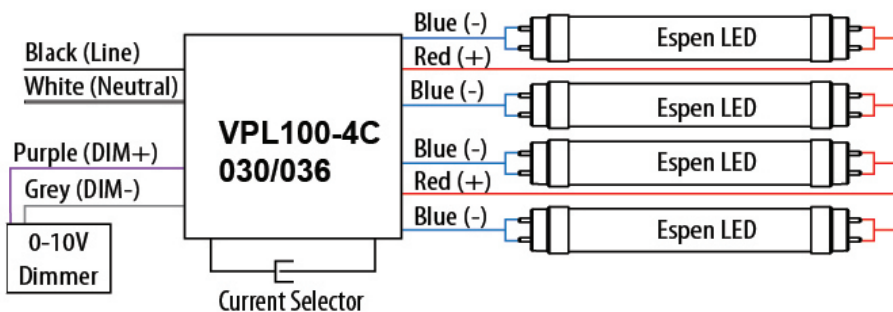 Blue (-)
Espen LED
Black (Line)
Red (+)
White (Neutral)
Blue (-)
Espen LED
VPL100-4C
030/036
Purple (DIM+)
Blue (-)
Espen LED
Grey (DIM-)
Red (+)
Blue (-)
Espen LED
0-10V
Dimmer
Current Selector